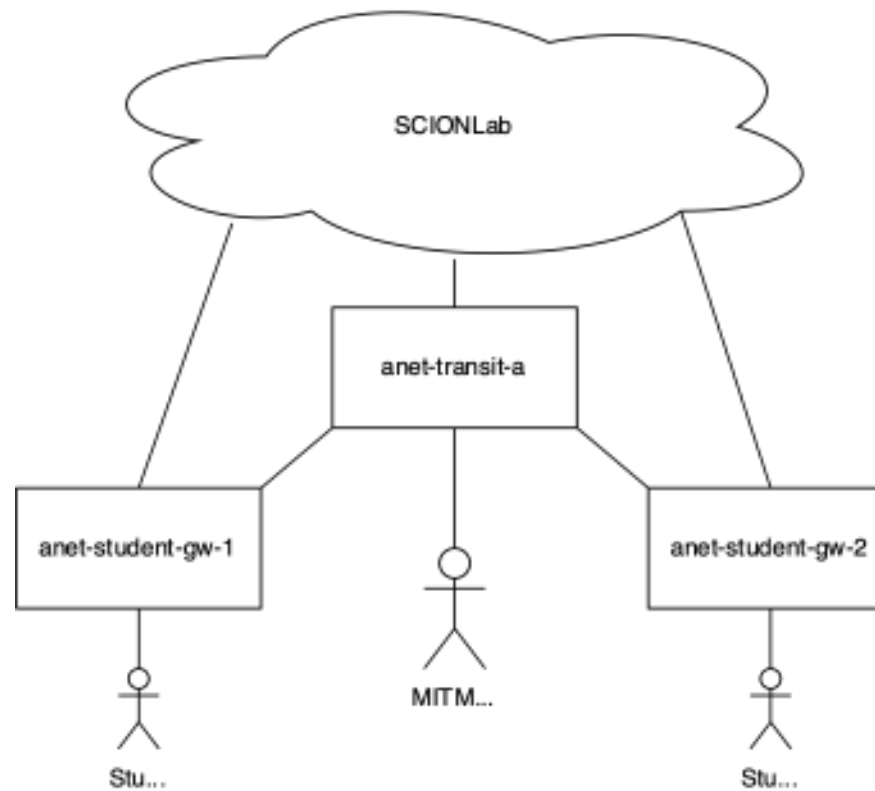 SCIONLab
anet-transit-a
anet-student-gw-1
anet-student-gw-2
MITM...
Stu...
Stu...